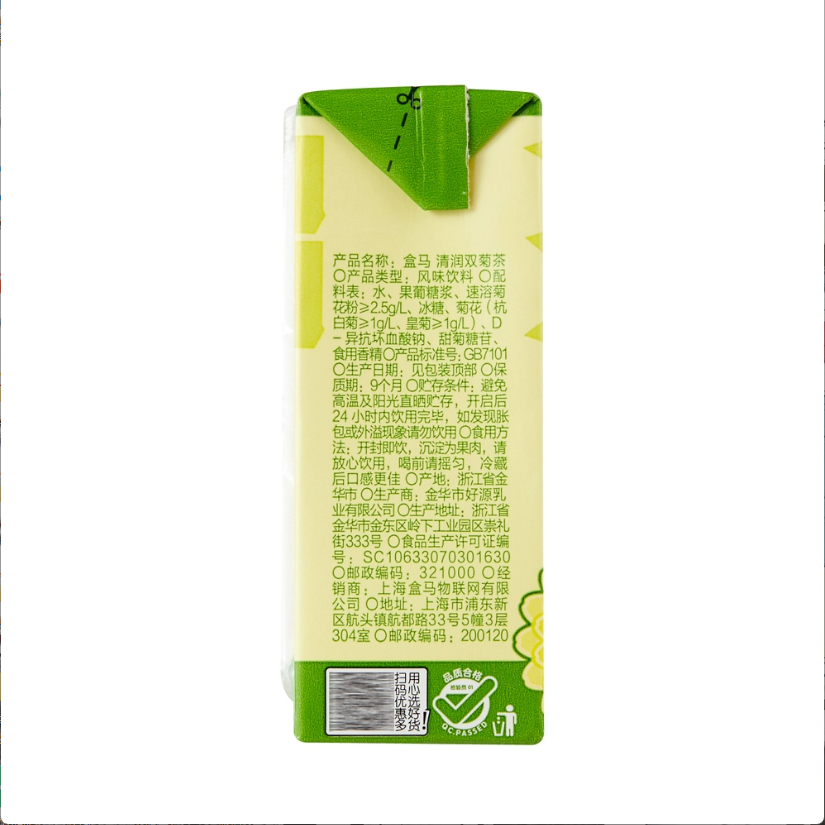 产品名称：盒马 清润双菊茶
〇产品类型：风味饮料 〇配
料表：水、果葡糖浆、速溶菊
花粉≥2.5g/L、冰糖、菊花（杭
白菊≥1g/L、皇菊≥1g/L）、D
-异抗坏血酸钠、甜菊糖苷、
食用香精〇产品标准号：GB7101
〇生产日期：见包装顶部 〇保
质期：9个月 〇贮存条件：避免
高温及阳光直晒贮存，开启后
24 小时内饮用完毕，如发现胀
包或外溢现象请勿饮用 〇食用方
法：开封即饮，沉淀为果肉，请
放心饮用，喝前请摇匀，冷藏
后口感更佳 〇产地：浙江省金
华市 〇生产商：金华市好源乳
业有限公司 〇生产地址：浙江省
金华市金东区岭下工业园区崇礼
街333号 〇食品生产许可证编
号：SC10633070301630
〇邮政编码：321000 〇经
销商：上海盒马物联网有限
公司 〇地址：上海市浦东新
区航头镇航都路33号5幢3层
304室 〇邮政编码：200120
用心选好货！
扫码优惠多
品质合格
检验员 01
QC.PASSED